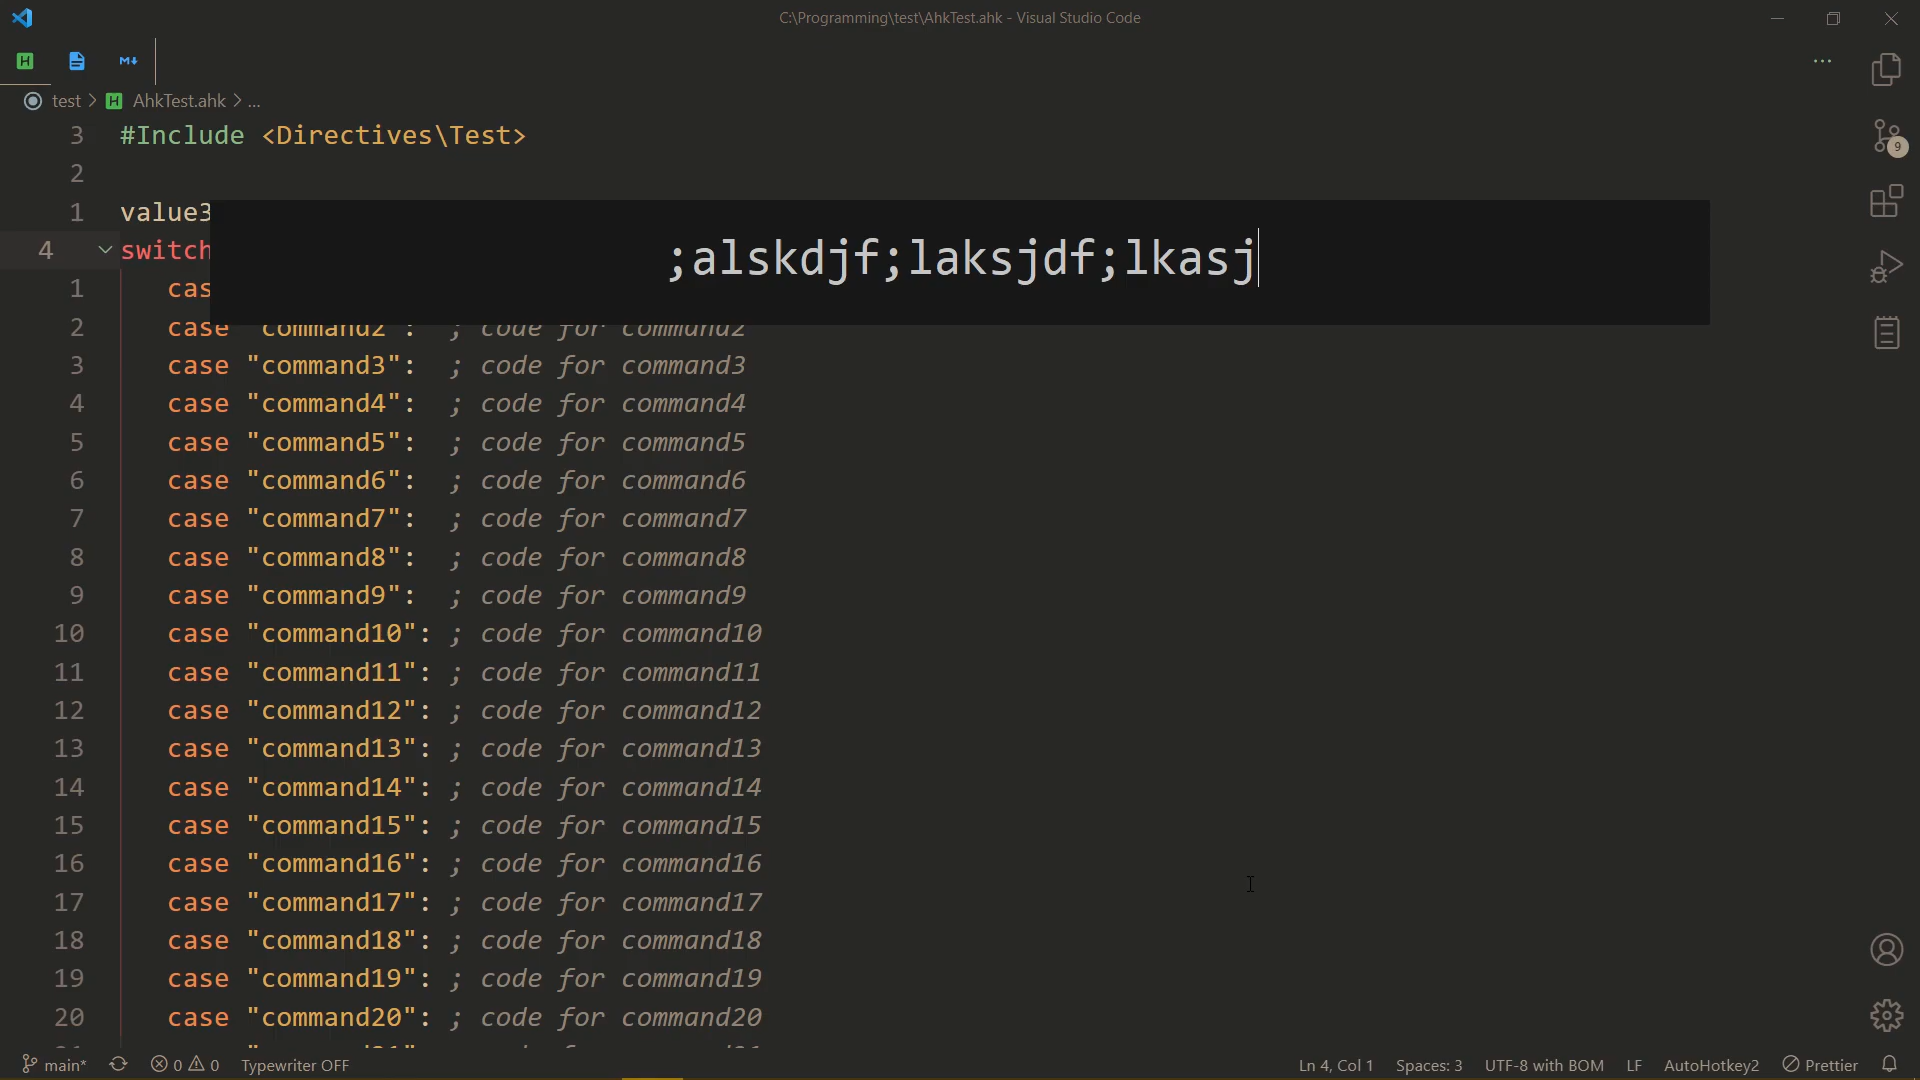 C:\Programming\test\AhkTest.ahk - Visual Studio Code
test > AhkTest.ahk > ...
3 #Include <Directives\Test>
2
1 value3
;alskdjf;laksjdf;lkasj
4 switch
1 cas
2 case "command2": ; code for command2
3 case "command3": ; code for command3
4 case "command4": ; code for command4
5 case "command5": ; code for command5
6 case "command6": ; code for command6
7 case "command7": ; code for command7
8 case "command8": ; code for command8
9 case "command9": ; code for command9
10 case "command10": ; code for command10
11 case "command11": ; code for command11
12 case "command12": ; code for command12
13 case "command13": ; code for command13
14 case "command14": ; code for command14
15 case "command15": ; code for command15
16 case "command16": ; code for command16
17 case "command17": ; code for command17
18 case "command18": ; code for command18
19 case "command19": ; code for command19
20 case "command20": ; code for command20
9
main* 0 0 Typewriter OFF Ln 4, Col 1 Spaces: 3 UTF-8 with BOM LF AutoHotkey2 Prettier